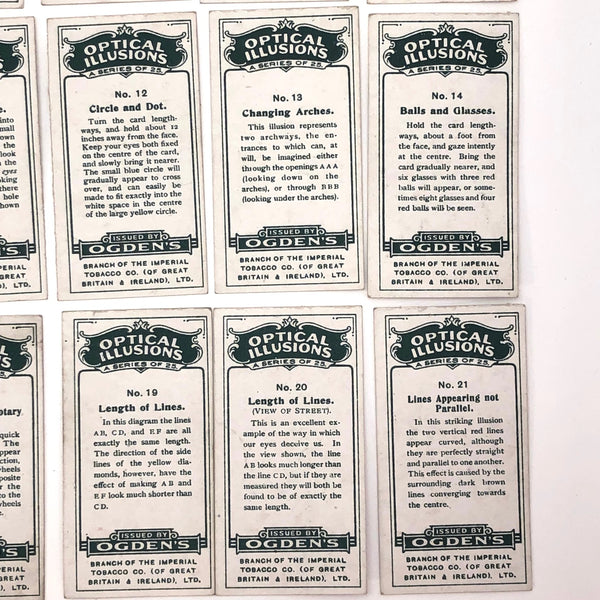 OPTICAL
ILLUSIONS
A SERIES OF 25.
No. 12
Circle and Dot.
Turn the card length-
ways, and hold about 12
inches away from the face.
Keep your eyes both fixed
on the centre of the card,
and slowly bring it nearer.
The small blue circle will
gradually appear to cross
over, and can easily be
made to fit exactly into the
white space in the centre
of the large yellow circle.
ISSUED BY
OGDEN'S
BRANCH OF THE IMPERIAL
TOBACCO CO. (OF GREAT
BRITAIN & IRELAND), LTD.
OPTICAL
ILLUSIONS
A SERIES OF 25.
No. 13
Changing Arches.
This illusion represents
two archways, the en-
trances to which can, at
will, be imagined either
through the openings A A A
(looking down on the
arches), or through B B B
(looking under the arches).
ISSUED BY
OGDEN'S
BRANCH OF THE IMPERIAL
TOBACCO CO. (OF GREAT
BRITAIN & IRELAND), LTD.
OPTICAL
ILLUSIONS
A SERIES OF 25.
No. 14
Balls and Glasses.
Hold the card length-
ways, about a foot from
the face, and gaze intently
at the centre. Bring the
card gradually nearer, and
six glasses with three red
balls will appear, or some-
times eight glasses and four
red balls will be seen.
ISSUED BY
OGDEN'S
BRANCH OF THE IMPERIAL
TOBACCO CO. (OF GREAT
BRITAIN & IRELAND), LTD.
OPTICAL
ILLUSIONS
A SERIES OF 25.
No. 19
Length of Lines.
In this diagram the lines
AB, CD, and EF are all
exactly the same length.
The direction of the side
lines of the yellow dia-
monds, however, have the
effect of making AB and
EF look much shorter than
CD.
ISSUED BY
OGDEN'S
BRANCH OF THE IMPERIAL
TOBACCO CO. (OF GREAT
BRITAIN & IRELAND), LTD.
OPTICAL
ILLUSIONS
A SERIES OF 25.
No. 20
Length of Lines.
(VIEW OF STREET).
This is an excellent ex-
ample of the way in which
our eyes deceive us. In
the view shown, the line
AB looks much longer than
the line CD, but if they are
measured they will both be
found to be of exactly the
same length.
ISSUED BY
OGDEN'S
BRANCH OF THE IMPERIAL
TOBACCO CO. (OF GREAT
BRITAIN & IRELAND), LTD.
OPTICAL
ILLUSIONS
A SERIES OF 25.
No. 21
Lines Appearing not
Parallel.
In this striking illusion
the two vertical red lines
appear curved, although
they are perfectly straight
and parallel to one another.
This effect is caused by the
surrounding dark brown
lines converging towards
the centre.
ISSUED BY
OGDEN'S
BRANCH OF THE IMPERIAL
TOBACCO CO. (OF GREAT
BRITAIN & IRELAND), LTD.